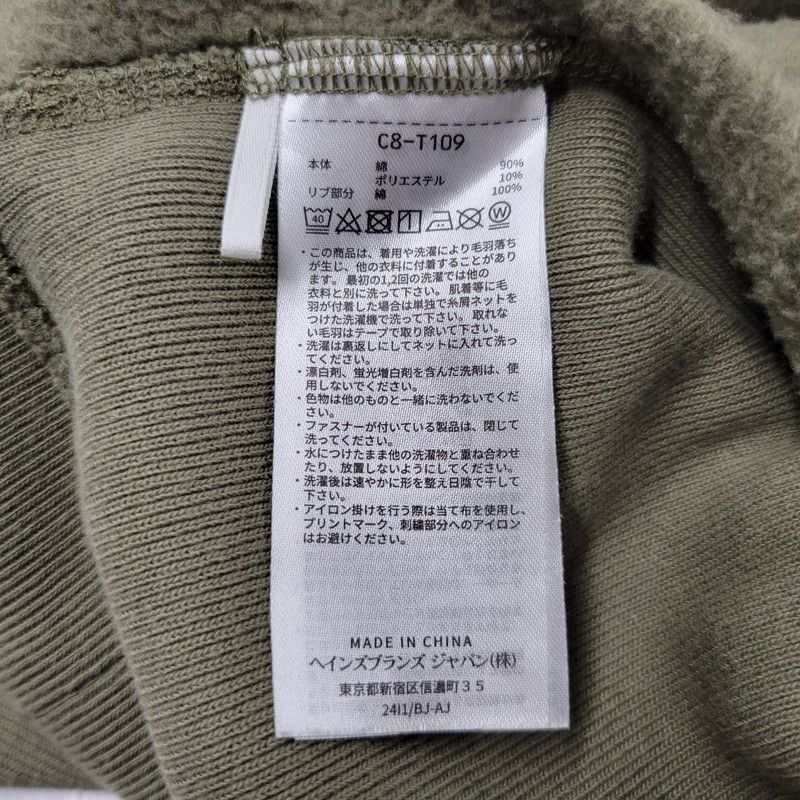 C8-T109
本体 綿 90%
ポリエステル 10%
リブ部分 綿 100%
40 W
・この商品は、着用や洗濯により毛羽落ち
が生じ、他の衣料に付着することがあり
ます。最初の1,2回の洗濯では他の
衣料と別に洗って下さい。肌着等に毛
羽が付着した場合は単独で糸屑ネットを
つけた洗濯機で洗って下さい。取れな
い毛羽はテープで取り除いて下さい。
・洗濯は裏返しにしてネットに入れて洗っ
てください。
・漂白剤、蛍光増白剤を含んだ洗剤は、使
用しないでください。
・色物は他のものと一緒に洗わないでくだ
さい。
・ファスナーが付いている製品は、閉じて
洗ってください。
・水につけたまま他の洗濯物と重ね合わせ
たり、放置しないようにしてください。
・洗濯後は速やかに形を整え日陰で干して
下さい。
・アイロン掛けを行う際は当て布を使用し、
プリントマーク、刺繍部分へのアイロン
はお避けください。
MADE IN CHINA
ヘインズブランズ ジャパン(株)
東京都新宿区信濃町35
24I1/BJ-AJ